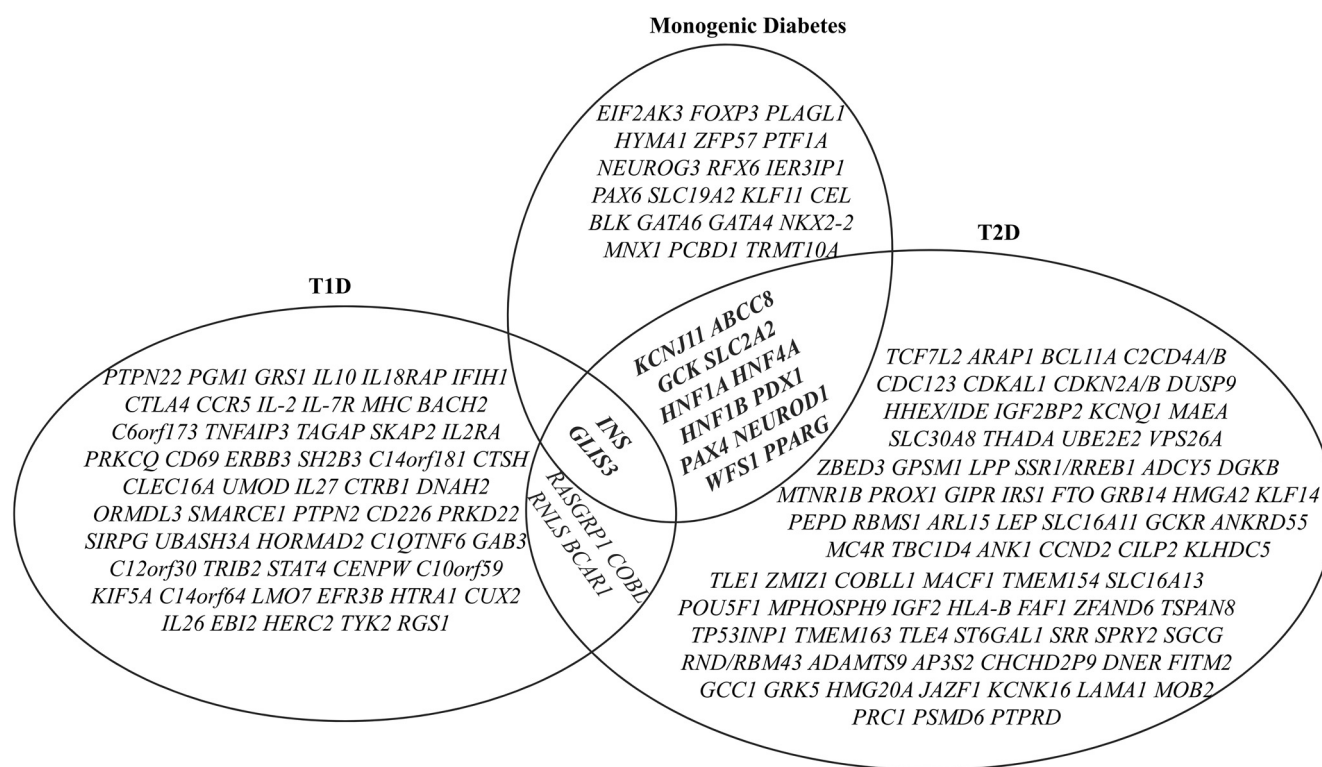 Monogenic Diabetes
EIF2AK3 FOXP3 PLAGL1
HYMA1 ZFP57 PTF1A
NEUROG3 RFX6 IER3IP1
PAX6 SLC19A2 KLF11 CEL
BLK GATA6 GATA4 NKX2-2
MNX1 PCBD1 TRMT10A
T2D
T1D
KCNJ11 ABCC8
GCK SLC2A2
HNF1A HNF4A
HNF1B PDX1
PAX4 NEUROD1
WFS1 PPARG
INS
GLIS3
RASGRP1 COBL
RNLS BCAR1
PTPN22 PGM1 GRS1 IL10 IL18RAP IFIH1
CTLA4 CCR5 IL-2 IL-7R MHC BACH2
C6orf173 TNFAIP3 TAGAP SKAP2 IL2RA
PRKCQ CD69 ERBB3 SH2B3 C14orf181 CTSH
CLEC16A UMOD IL27 CTRB1 DNAH2
ORMDL3 SMARCE1 PTPN2 CD226 PRKD22
SIRPG UBASH3A HORMAD2 C1QTNF6 GAB3
C12orf30 TRIB2 STAT4 CENPW C10orf59
KIF5A C14orf64 LMO7 EFR3B HTRA1 CUX2
IL26 EBI2 HERC2 TYK2 RGS1
TCF7L2 ARAP1 BCL11A C2CD4A/B
CDC123 CDKAL1 CDKN2A/B DUSP9
HHEX/IDE IGF2BP2 KCNQ1 MAEA
SLC30A8 THADA UBE2E2 VPS26A
ZBED3 GPSM1 LPP SSR1/RREB1 ADCY5 DGKB
MTNR1B PROX1 GIPR IRS1 FTO GRB14 HMGA2 KLF14
PEPD RBMS1 ARL15 LEP SLC16A11 GCKR ANKRD55
MC4R TBC1D4 ANK1 CCND2 CILP2 KLHDC5
TLE1 ZMIZ1 COBLL1 MACF1 TMEM154 SLC16A13
POU5F1 MPHOSPH9 IGF2 HLA-B FAF1 ZFAND6 TSPAN8
TP53INP1 TMEM163 TLE4 ST6GAL1 SRR SPRY2 SGCG
RND/RBM43 ADAMTS9 AP3S2 CHCHD2P9 DNER FITM2
GCC1 GRK5 HMG20A JAZF1 KCNK16 LAMA1 MOB2
PRC1 PSMD6 PTPRD